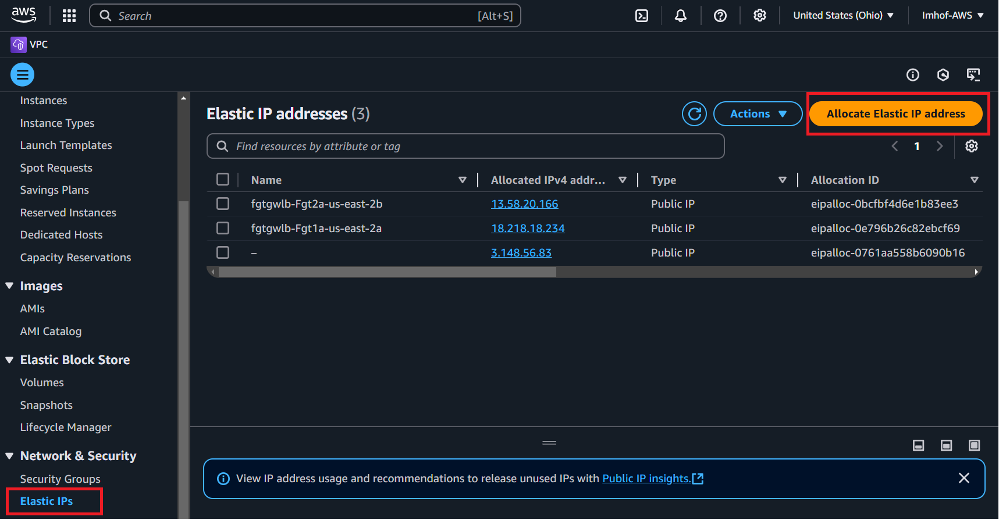 aws
Search [Alt+S]
United States (Ohio) Imhof-AWS
VPC
Instances
Instance Types
Launch Templates
Spot Requests
Savings Plans
Reserved Instances
Dedicated Hosts
Capacity Reservations
Images
AMIs
AMI Catalog
Elastic Block Store
Volumes
Snapshots
Lifecycle Manager
Network & Security
Security Groups
Elastic IPs
Elastic IP addresses (3)
Actions
Allocate Elastic IP address
Find resources by attribute or tag
1
Name Allocated IPv4 addr... Type Allocation ID
fgtgwlb-Fgt2a-us-east-2b 13.58.20.166 Public IP eipalloc-0bcfbf4d6e1b83ee3
fgtgwlb-Fgt1a-us-east-2a 18.218.18.234 Public IP eipalloc-0e796b26c82ebcf69
– 3.148.56.83 Public IP eipalloc-0761aa558b6090b16
View IP address usage and recommendations to release unused IPs with Public IP insights.